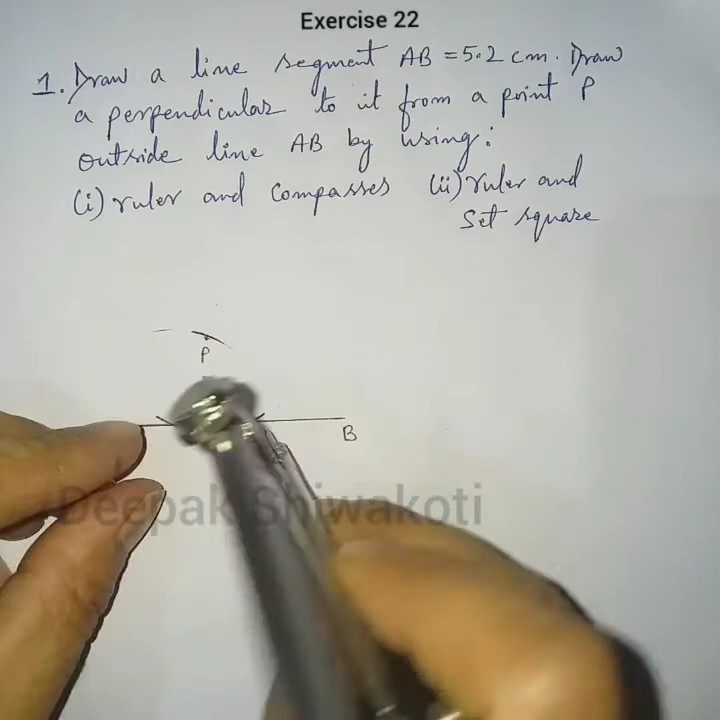 Exercise 22
1. Draw a line segment AB = 5.2 cm. Draw
a perpendicular to it from a point P
outside line AB by using:
(i) ruler and compasses (ii) ruler and
set square
P
B
Deepak Shiwakoti